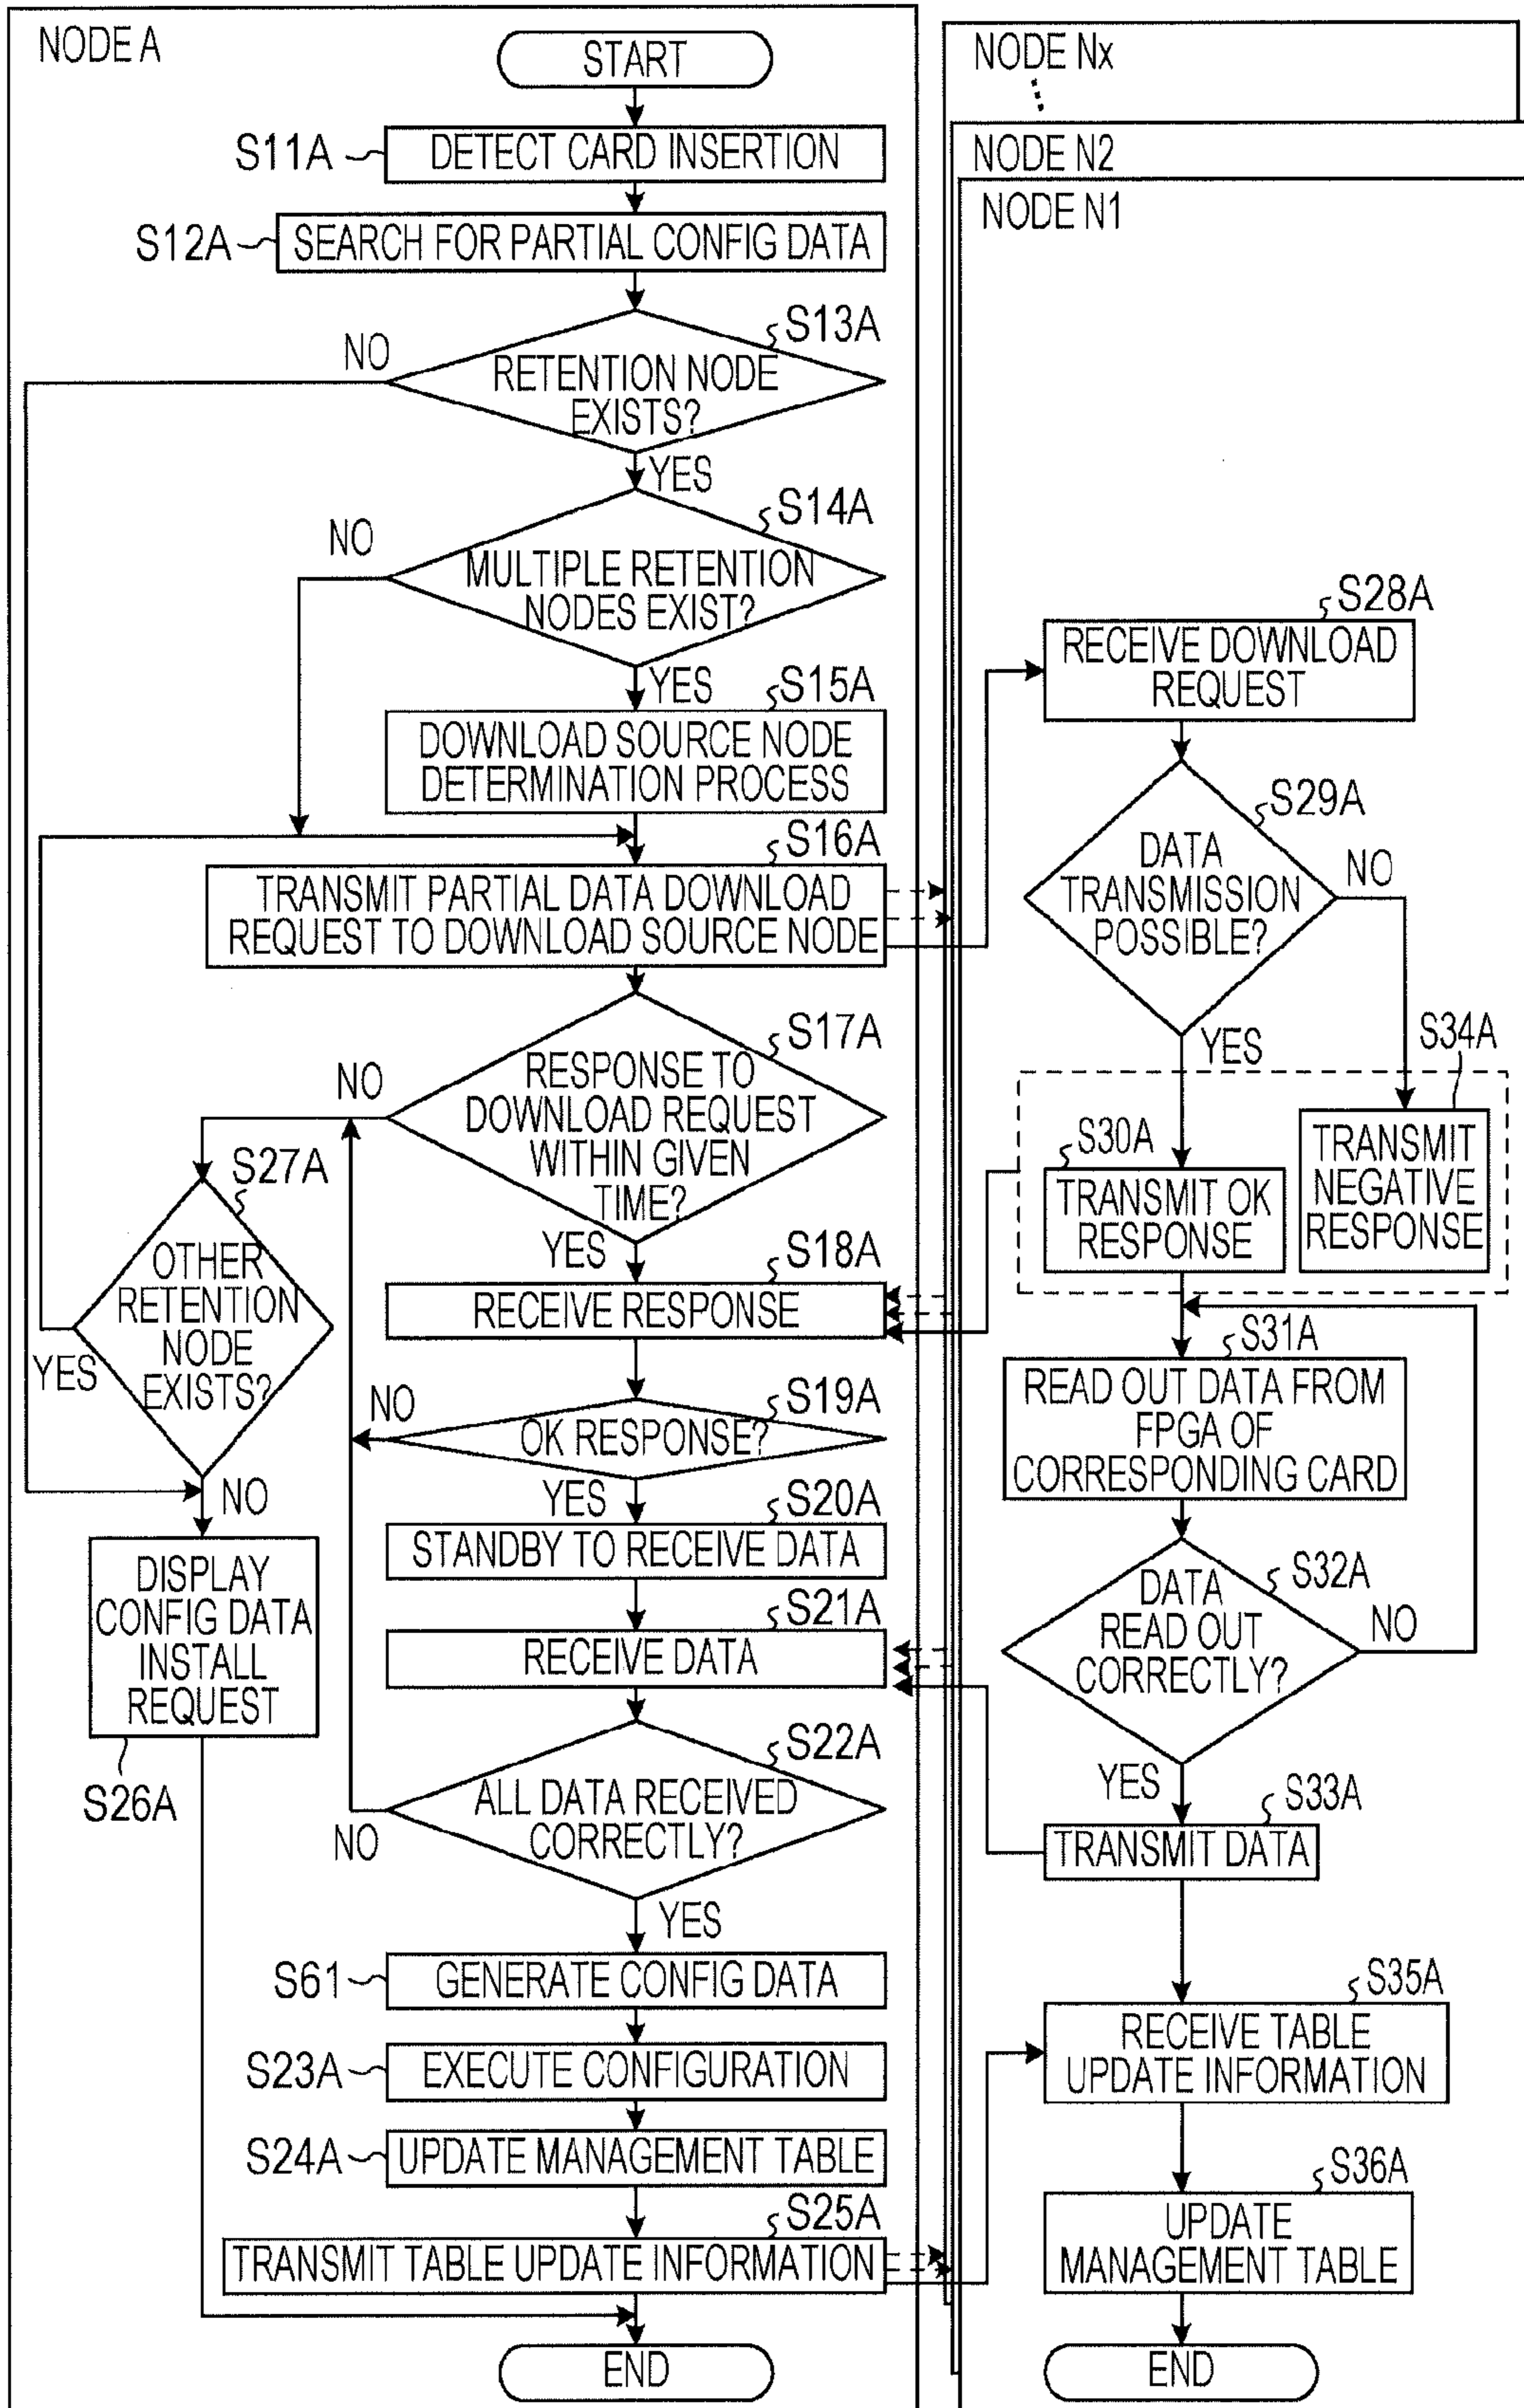 NODE A
START
S11A
DETECT CARD INSERTION
S12A
SEARCH FOR PARTIAL CONFIG DATA
S13A
NO
RETENTION NODE
EXISTS?
YES
S14A
NO
MULTIPLE RETENTION
NODES EXIST?
YES
S15A
DOWNLOAD SOURCE NODE
DETERMINATION PROCESS
S16A
TRANSMIT PARTIAL DATA DOWNLOAD
REQUEST TO DOWNLOAD SOURCE NODE
S17A
NO
RESPONSE TO
DOWNLOAD REQUEST
WITHIN GIVEN
TIME?
YES
S27A
OTHER
RETENTION
NODE
EXISTS?
YES
NO
S18A
RECEIVE RESPONSE
S19A
NO
OK RESPONSE?
YES
S20A
STANDBY TO RECEIVE DATA
DISPLAY
CONFIG DATA
INSTALL
REQUEST
S26A
S21A
RECEIVE DATA
S22A
ALL DATA RECEIVED
CORRECTLY?
NO
YES
S61
GENERATE CONFIG DATA
S23A
EXECUTE CONFIGURATION
S24A
UPDATE MANAGEMENT TABLE
S25A
TRANSMIT TABLE UPDATE INFORMATION
END
NODE Nx
NODE N2
NODE N1
S28A
RECEIVE DOWNLOAD
REQUEST
S29A
DATA
TRANSMISSION
POSSIBLE?
NO
YES
S34A
TRANSMIT
NEGATIVE
RESPONSE
S30A
TRANSMIT OK
RESPONSE
S31A
READ OUT DATA FROM
FPGA OF
CORRESPONDING CARD
S32A
DATA
READ OUT
CORRECTLY?
NO
YES
S33A
TRANSMIT DATA
S35A
RECEIVE TABLE
UPDATE INFORMATION
S36A
UPDATE
MANAGEMENT TABLE
END